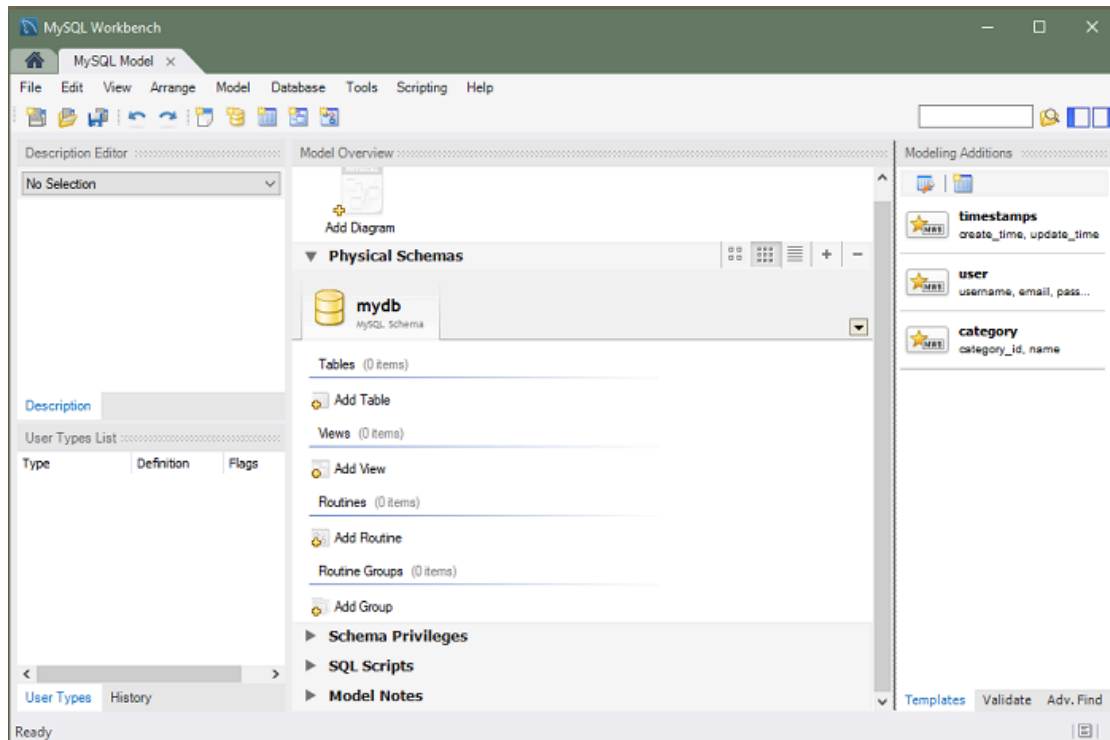 MySQL Workbench
MySQL Model
File Edit View Arrange Model Database Tools Scripting Help
Description Editor
No Selection
Description
User Types List
Type Definition Flags
User Types History
Ready
Model Overview
Add Diagram
Physical Schemas
mydb
MySQL Schema
Tables (0 items)
Add Table
Views (0 items)
Add View
Routines (0 items)
Add Routine
Routine Groups (0 items)
Add Group
Schema Privileges
SQL Scripts
Model Notes
Modeling Additions
timestamps
create_time, update_time
user
username, email, pass...
category
category_id, name
Templates Validate Adv. Find